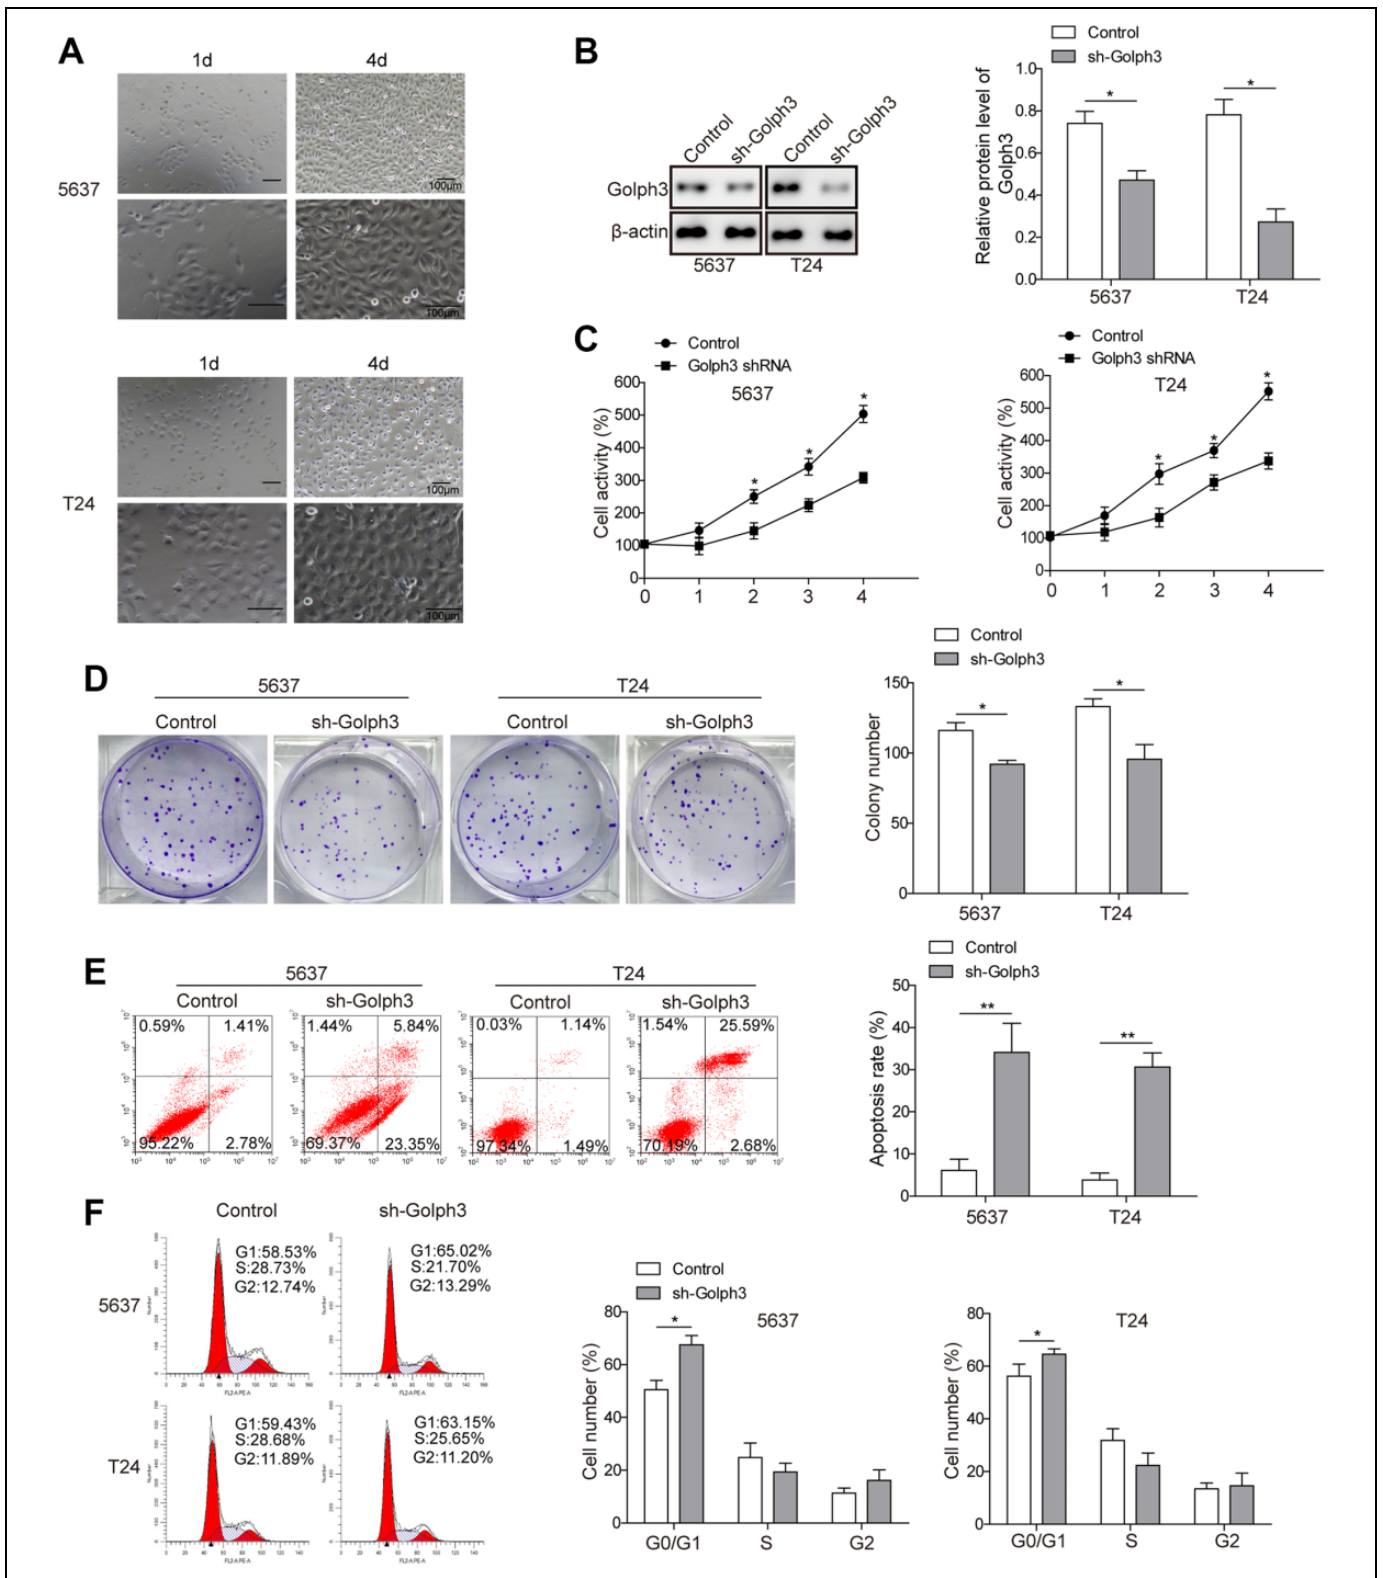 A
1d
4d
5637
100μm
100μm
1d
4d
T24
100μm
100μm
B
Control
sh-Golph3
Control
sh-Golph3
Golph3
β-actin
5637
T24
Control
sh-Golph3
Relative protein level of
Golph3
1.0
0.8
0.6
0.4
0.2
0.0
*
*
5637
T24
C
Control
Golph3 shRNA
5637
Cell activity (%)
600
500
400
300
200
100
0
*
*
*
0 1 2 3 4
Control
Golph3 shRNA
T24
Cell activity (%)
600
500
400
300
200
100
0
*
*
*
0 1 2 3 4
D
5637
T24
Control
sh-Golph3
Control
sh-Golph3
Control
sh-Golph3
Colony number
150
100
50
0
*
*
5637
T24
E
5637
T24
Control
sh-Golph3
Control
sh-Golph3
0.59% 1.41%
95.22% 2.78%
1.44% 5.84%
69.37% 23.35%
0.03% 1.14%
97.34% 1.49%
1.54% 25.59%
70.19% 2.68%
Control
sh-Golph3
Apoptosis rate (%)
50
40
30
20
10
0
**
**
5637
T24
F
Control
sh-Golph3
5637
G1:58.53%
S:28.73%
G2:12.74%
G1:65.02%
S:21.70%
G2:13.29%
T24
G1:59.43%
S:28.68%
G2:11.89%
G1:63.15%
S:25.65%
G2:11.20%
Control
sh-Golph3
5637
Cell number (%)
80
60
40
20
0
*
G0/G1 S G2
T24
Cell number (%)
80
60
40
20
0
*
G0/G1 S G2